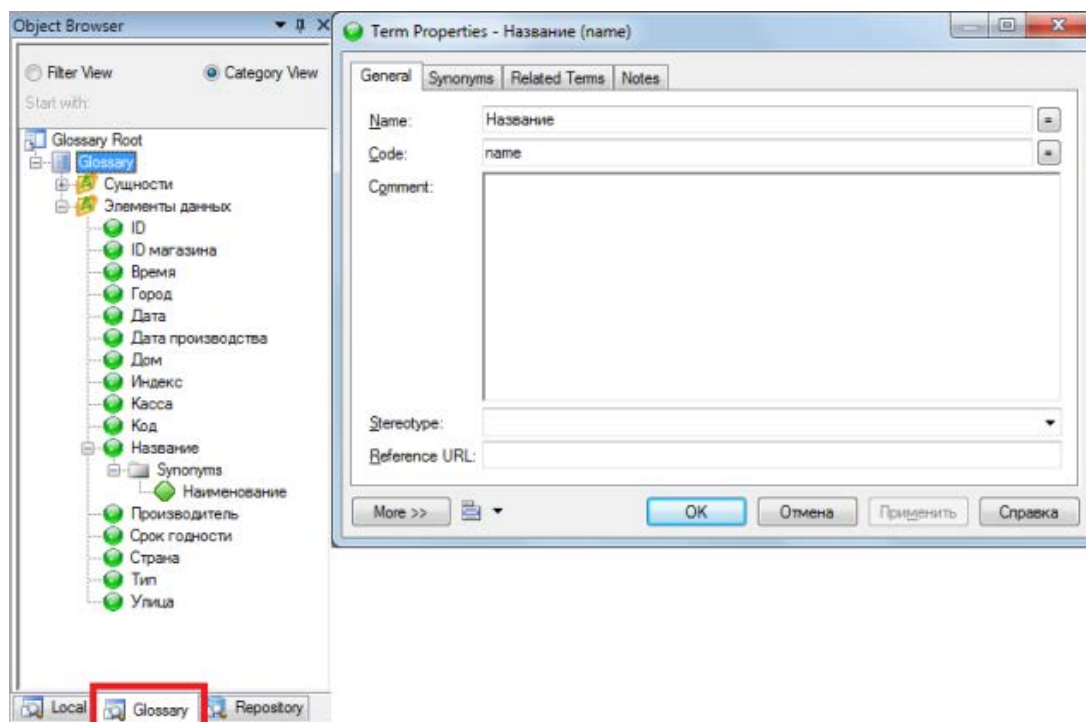 Object Browser
Filter View
Category View
Start with:
Glossary Root
Glossary
Сущности
Элементы данных
ID
ID магазина
Время
Город
Дата
Дата производства
Дом
Индекс
Касса
Код
Название
Synonyms
Наименование
Производитель
Срок годности
Страна
Тип
Улица
Local
Glossary
Repository
Term Properties - Название (name)
General
Synonyms
Related Terms
Notes
Name: Название =
Code: name =
Comment:
Stereotype:
Reference URL:
More >>
OK
Отмена
Применить
Справка